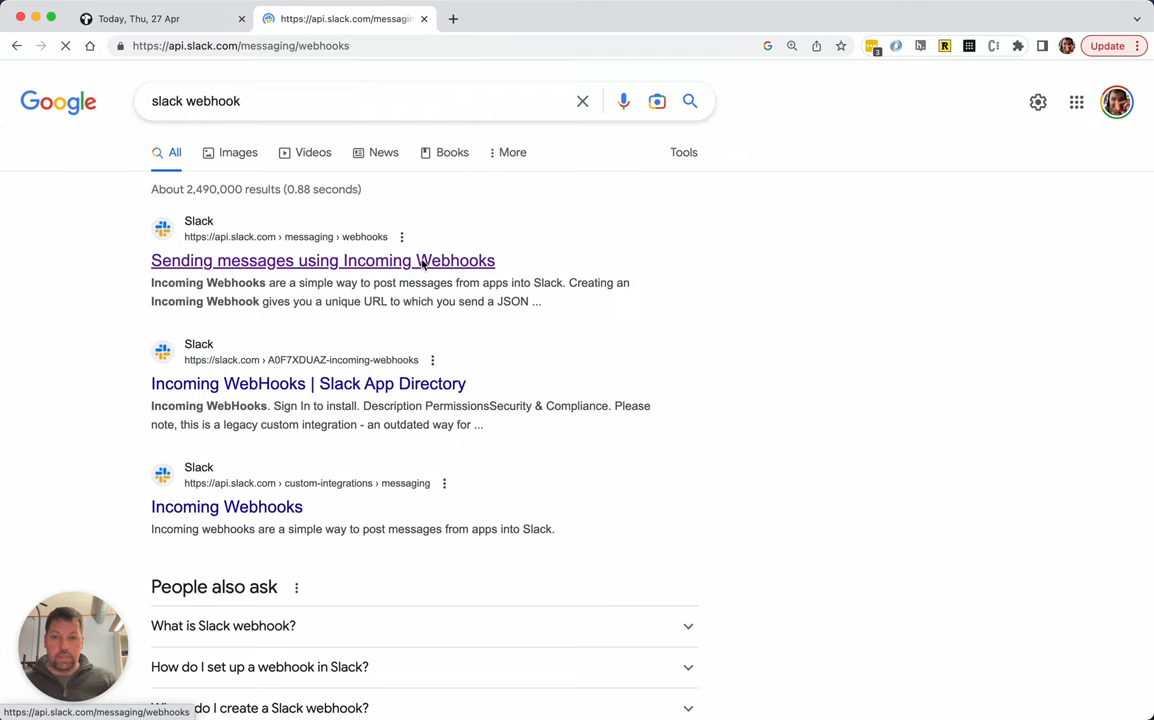 Today, Thu, 27 Apr
https://api.slack.com/messagin
https://api.slack.com/messaging/webhooks
3
R
Update
Google
slack webhook
All
Images
Videos
News
Books
More
Tools
About 2,490,000 results (0.88 seconds)
Slack
https://api.slack.com › messaging › webhooks
Sending messages using Incoming Webhooks
Incoming Webhooks are a simple way to post messages from apps into Slack. Creating an
Incoming Webhook gives you a unique URL to which you send a JSON ...
Slack
https://slack.com › A0F7XDUAZ-incoming-webhooks
Incoming WebHooks | Slack App Directory
Incoming WebHooks. Sign In to install. Description PermissionsSecurity & Compliance. Please
note, this is a legacy custom integration - an outdated way for ...
Slack
https://api.slack.com › custom-integrations › messaging
Incoming Webhooks
Incoming webhooks are a simple way to post messages from apps into Slack.
People also ask
What is Slack webhook?
How do I set up a webhook in Slack?
do I create a Slack webhook?
https://api.slack.com/messaging/webhooks